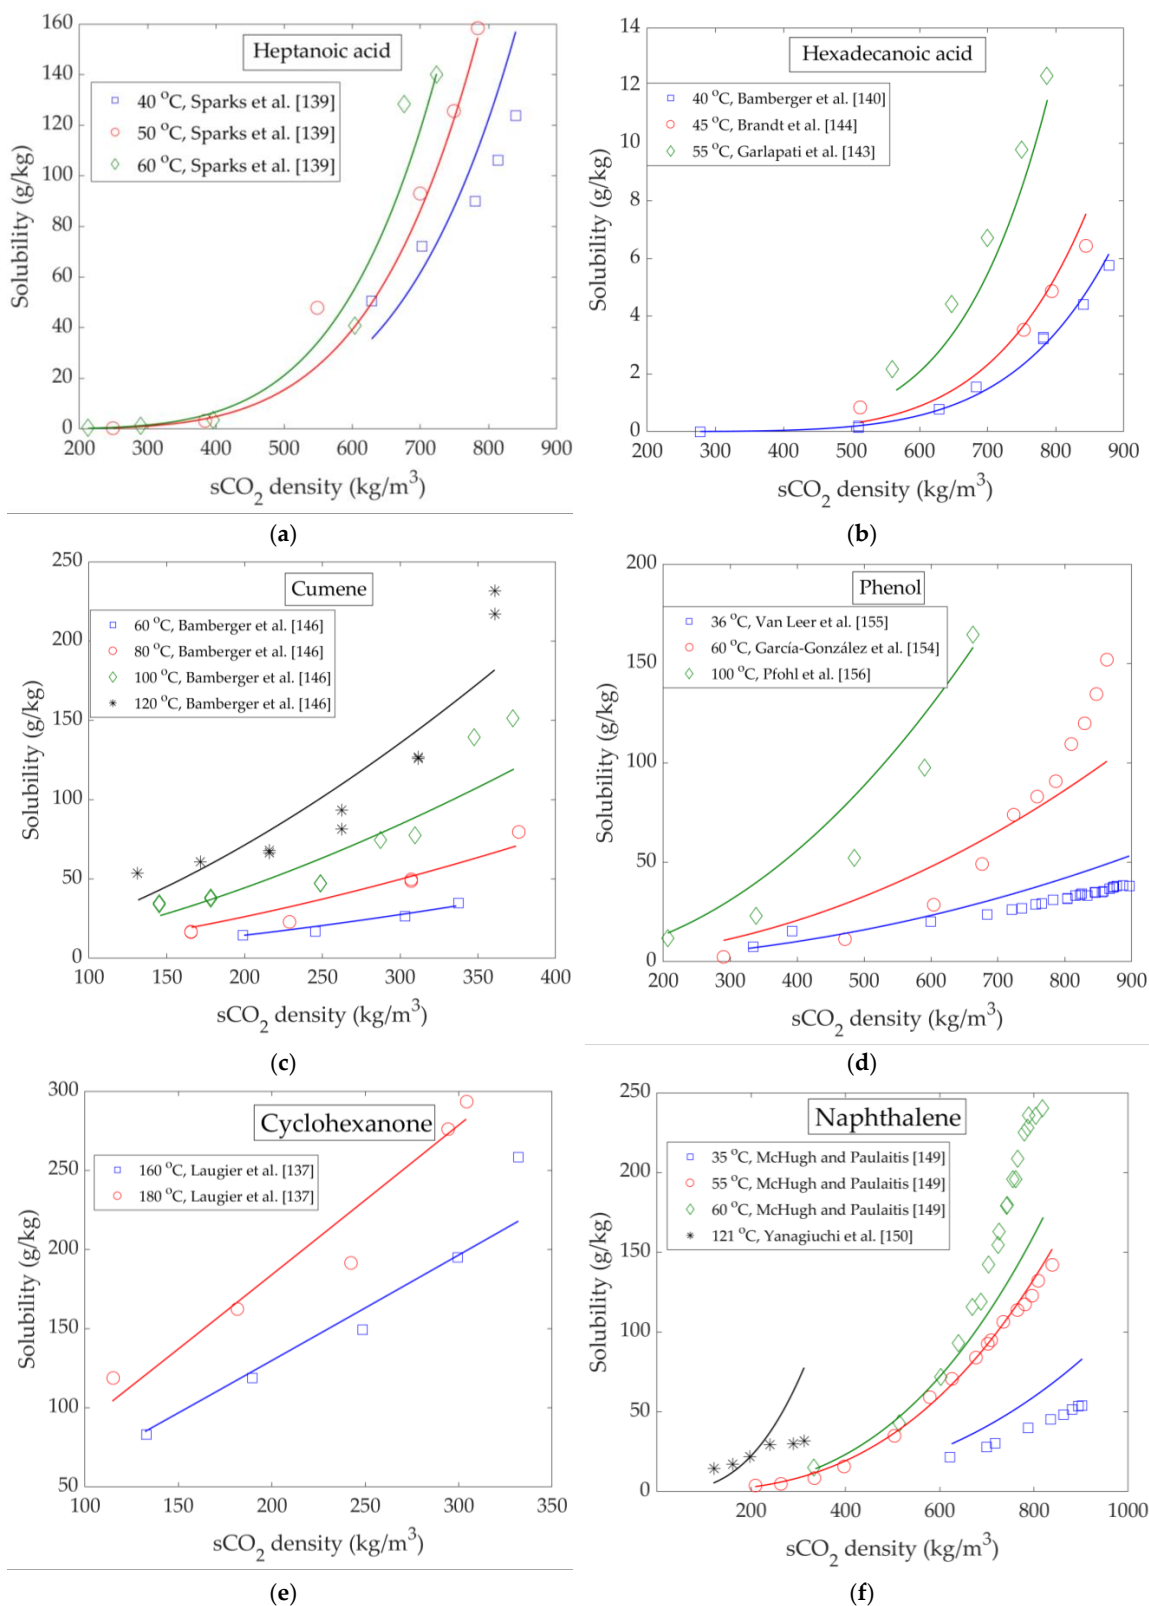 Heptanoic acid
40 °C, Sparks et al. [139]
50 °C, Sparks et al. [139]
60 °C, Sparks et al. [139]
Solubility (g/kg)
160
140
120
100
80
60
40
20
0
200 300 400 500 600 700 800 900
sCO2 density (kg/m3)
(a)
Hexadecanoic acid
40 °C, Bamberger et al. [140]
45 °C, Brandt et al. [144]
55 °C, Garlapati et al. [143]
Solubility (g/kg)
14
12
10
8
6
4
2
0
200 300 400 500 600 700 800 900
sCO2 density (kg/m3)
(b)
Cumene
60 °C, Bamberger et al. [146]
80 °C, Bamberger et al. [146]
100 °C, Bamberger et al. [146]
120 °C, Bamberger et al. [146]
Solubility (g/kg)
250
200
150
100
50
0
100 150 200 250 300 350 400
sCO2 density (kg/m3)
(c)
Phenol
36 °C, Van Leer et al. [155]
60 °C, García-González et al. [154]
100 °C, Pfohl et al. [156]
Solubility (g/kg)
200
150
100
50
0
200 300 400 500 600 700 800 900
sCO2 density (kg/m3)
(d)
Cyclohexanone
160 °C, Laugier et al. [137]
180 °C, Laugier et al. [137]
Solubility (g/kg)
300
250
200
150
100
50
100 150 200 250 300 350
sCO2 density (kg/m3)
(e)
Naphthalene
35 °C, McHugh and Paulaitis [149]
55 °C, McHugh and Paulaitis [149]
60 °C, McHugh and Paulaitis [149]
121 °C, Yanagiuchi et al. [150]
Solubility (g/kg)
250
200
150
100
50
0
200 400 600 800 1000
sCO2 density (kg/m3)
(f)